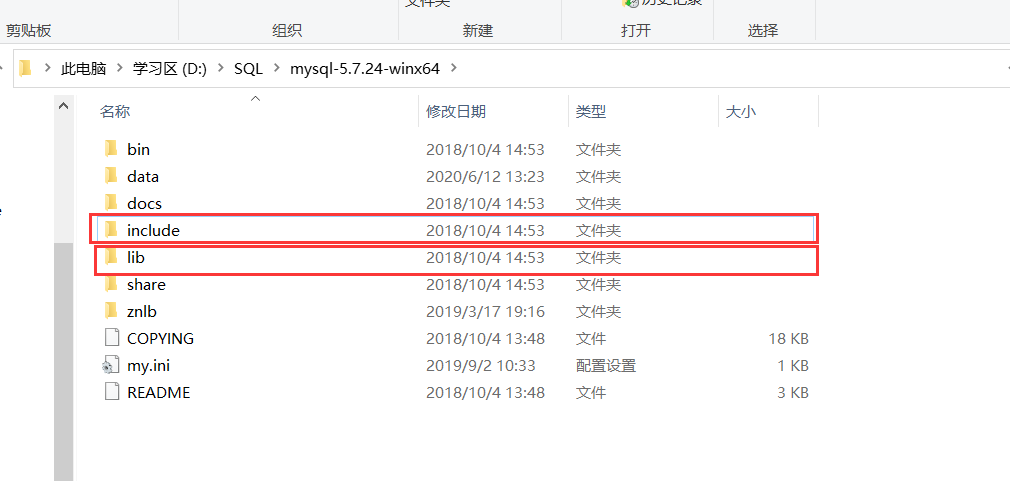 文件夹
历史记录
剪贴板 组织 新建 打开 选择
此电脑 学习区 (D:) SQL mysql-5.7.24-winx64
名称 修改日期 类型 大小
bin 2018/10/4 14:53 文件夹
data 2020/6/12 13:23 文件夹
docs 2018/10/4 14:53 文件夹
include 2018/10/4 14:53 文件夹
lib 2018/10/4 14:53 文件夹
share 2018/10/4 14:53 文件夹
znlb 2019/3/17 19:16 文件夹
COPYING 2018/10/4 13:48 文件 18 KB
my.ini 2019/9/2 10:33 配置设置 1 KB
README 2018/10/4 13:48 文件 3 KB